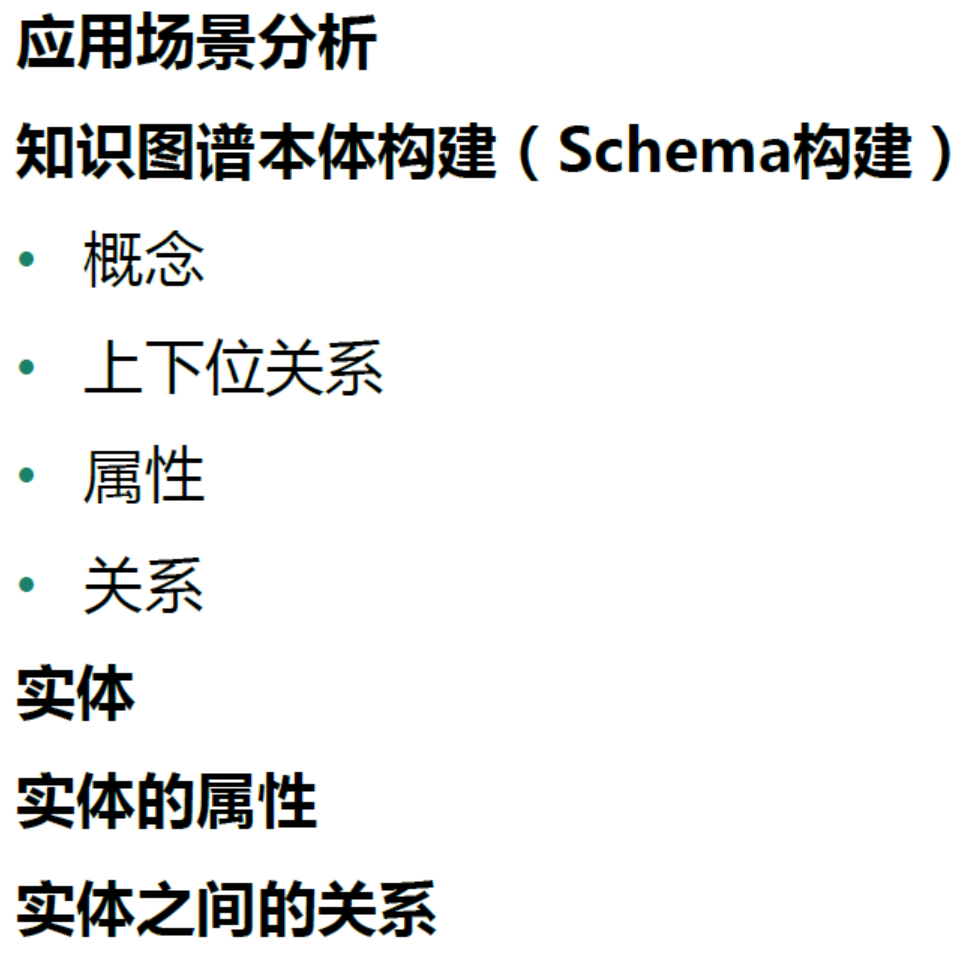 应用场景分析
知识图谱本体构建（Schema构建）
• 概念
• 上下位关系
• 属性
• 关系
实体
实体的属性
实体之间的关系